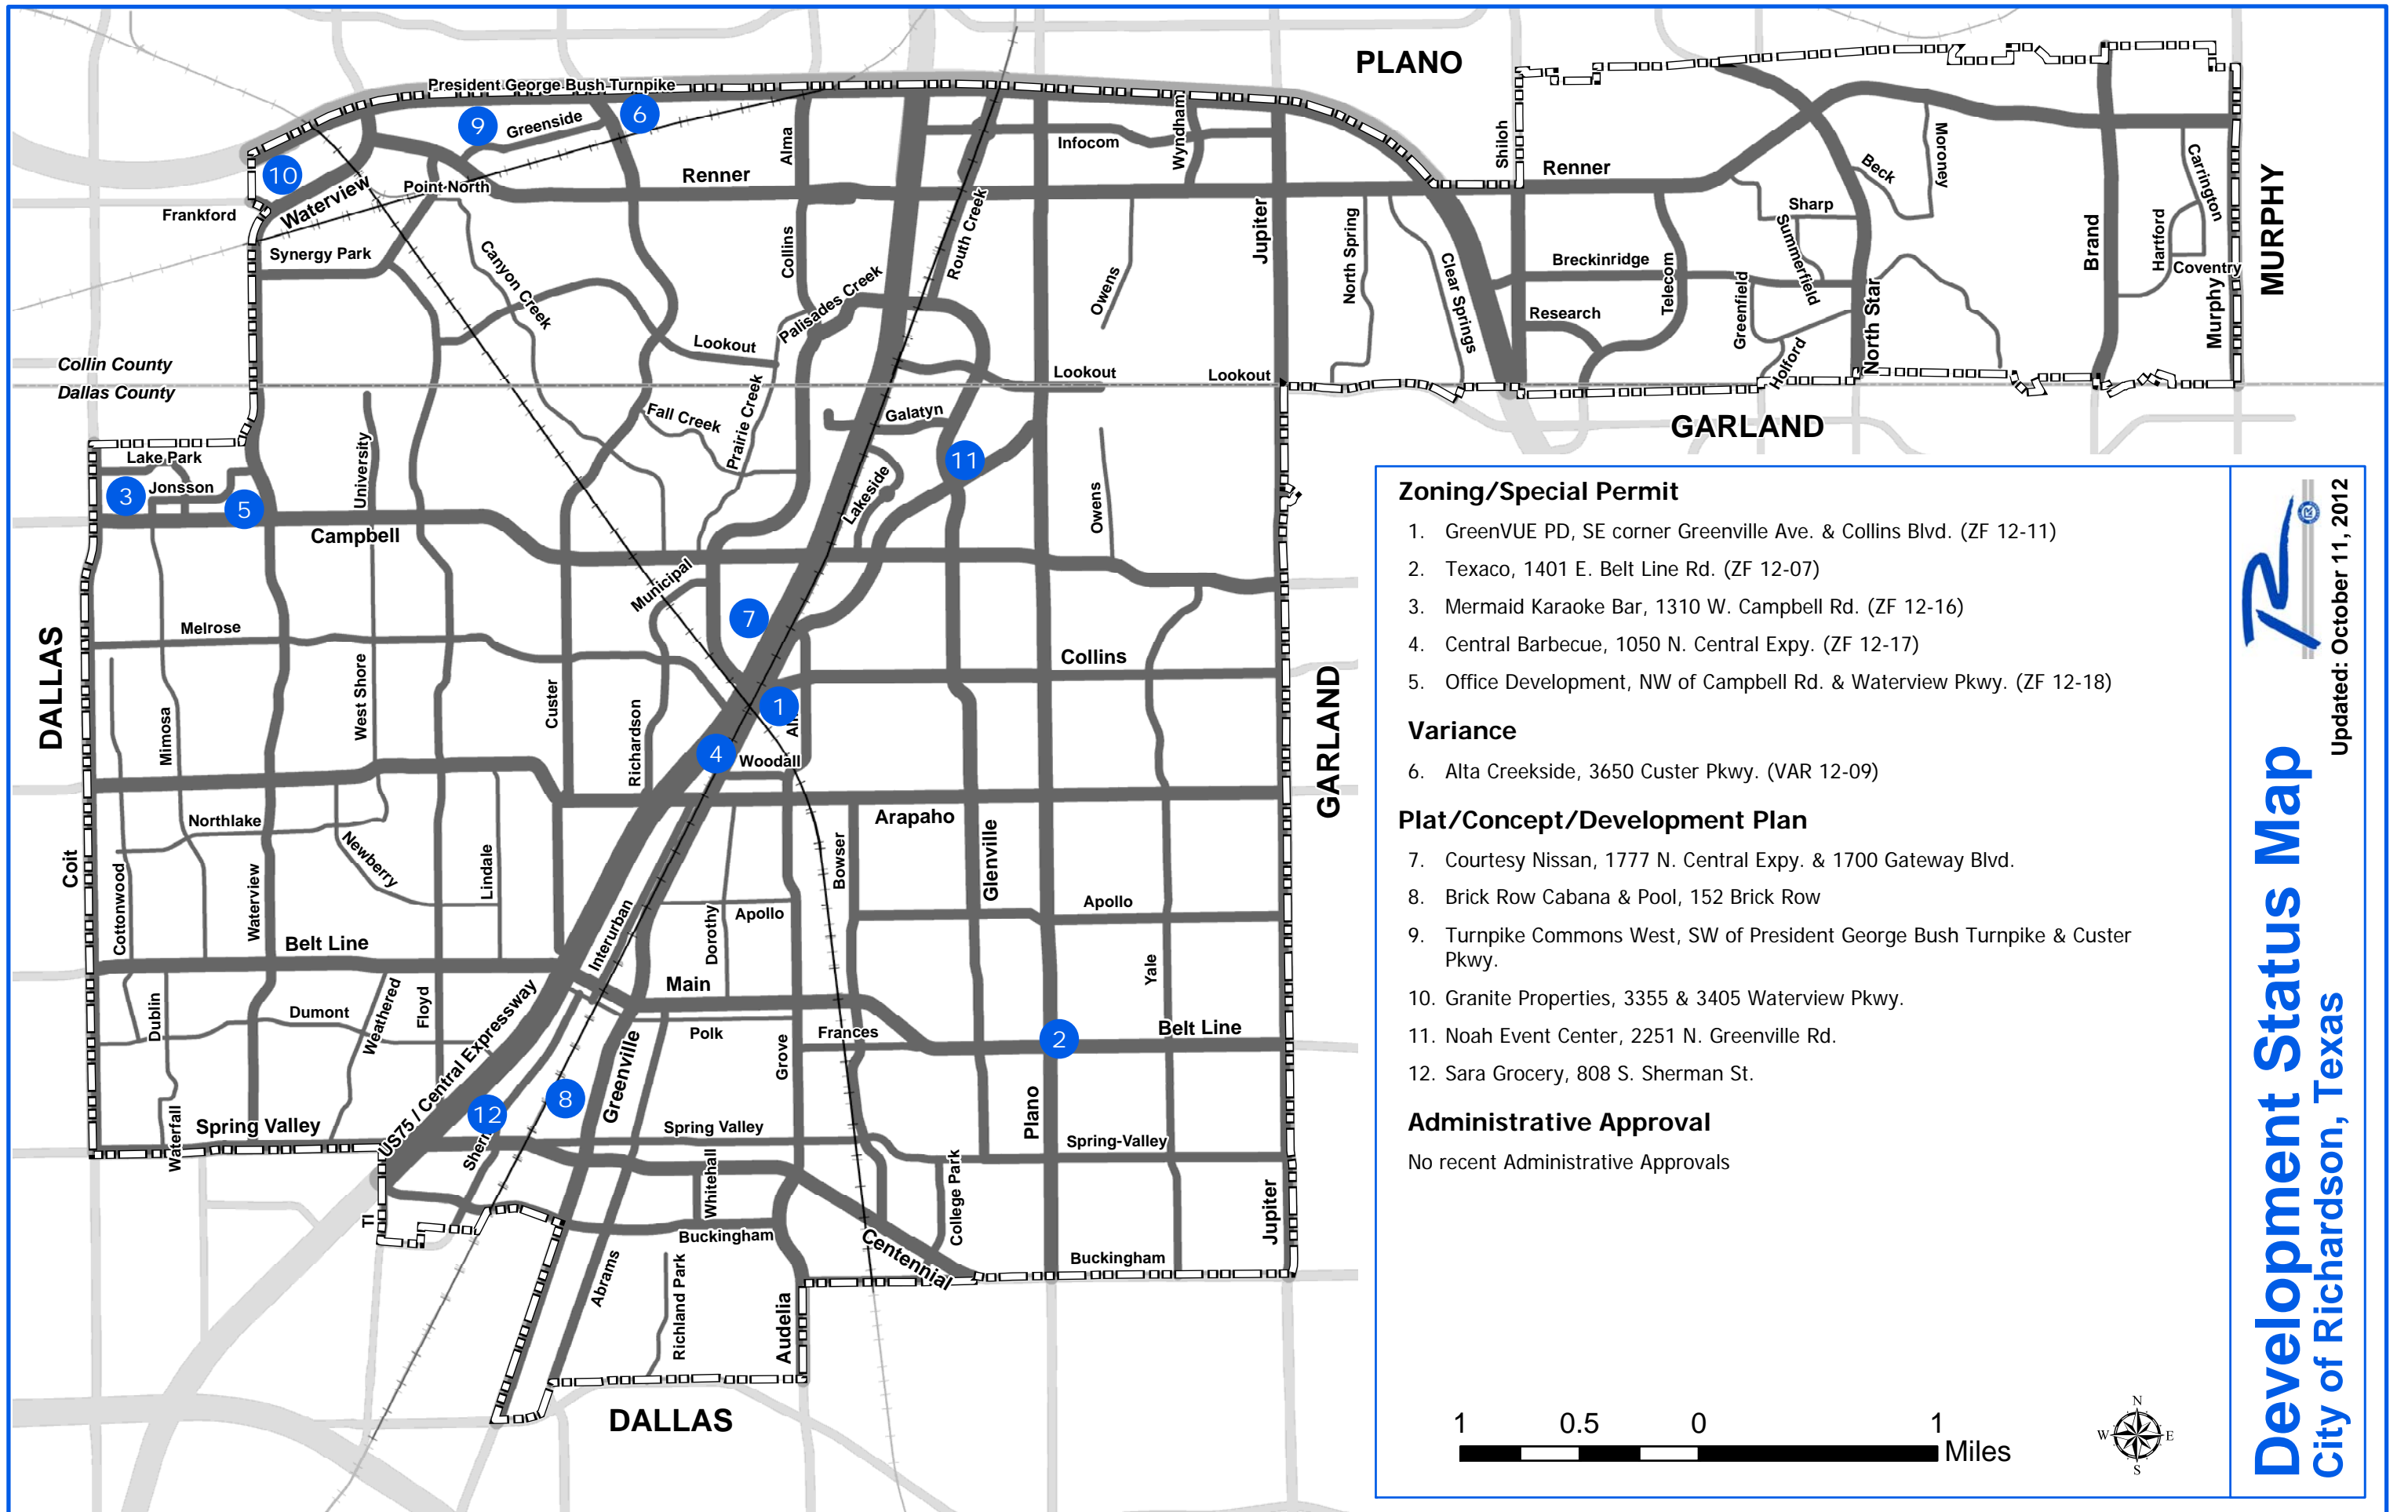 PLANO
President George Bush Turnpike
9
Greenside
6
10
Alma
Infocom
Wyndham
Shiloh
Renner
Moroney
Beck
Carrington
MURPHY
Renner
Point North
Waterview
Frankford
Synergy Park
Canyon Creek
Collins
Palisades Creek
Routh Creek
Owens
Jupiter
North Spring
Clear Springs
Breckinridge
Research
Telecom
Greenfield
Sharp
Summerfield
Holford
North Star
Brand
Hartford
Coventry
Murphy
Collin County
Dallas County
Lookout
Lookout
Lookout
GARLAND
Fall Creek
Prairie Creek
Galatyn
11
Lakeside
Owens
Lake Park
3
Jonsson
5
University
Campbell
Municipal
7
DALLAS
Melrose
Mimosa
West Shore
Custer
Richardson
Collins
1
4
Woodall
GARLAND
Arapaho
Northlake
Newberry
Lindale
Coit
Cottonwood
Waterview
Bowser
Glenville
Interurban
Dorothy
Apollo
Apollo
Belt Line
Main
Yale
Dublin
Dumont
Weathered
Floyd
US75 / Central Expressway
Polk
Frances
2
Belt Line
Grove
Greenville
8
12
Plano
Waterfall
Spring Valley
Spring Valley
Spring-Valley
Whitehall
College Park
Jupiter
TI
Buckingham
Centennial
Buckingham
Abrams
Richland Park
Audelia
DALLAS
Zoning/Special Permit
1. GreenVUE PD, SE corner Greenville Ave. & Collins Blvd. (ZF 12-11)
2. Texaco, 1401 E. Belt Line Rd. (ZF 12-07)
3. Mermaid Karaoke Bar, 1310 W. Campbell Rd. (ZF 12-16)
4. Central Barbecue, 1050 N. Central Expy. (ZF 12-17)
5. Office Development, NW of Campbell Rd. & Waterview Pkwy. (ZF 12-18)
Variance
6. Alta Creekside, 3650 Custer Pkwy. (VAR 12-09)
Plat/Concept/Development Plan
7. Courtesy Nissan, 1777 N. Central Expy. & 1700 Gateway Blvd.
8. Brick Row Cabana & Pool, 152 Brick Row
9. Turnpike Commons West, SW of President George Bush Turnpike & Custer
Pkwy.
10. Granite Properties, 3355 & 3405 Waterview Pkwy.
11. Noah Event Center, 2251 N. Greenville Rd.
12. Sara Grocery, 808 S. Sherman St.
Administrative Approval
No recent Administrative Approvals
1 0.5 0 1
Miles
N
W E
S
Updated: October 11, 2012
Development Status Map
City of Richardson, Texas